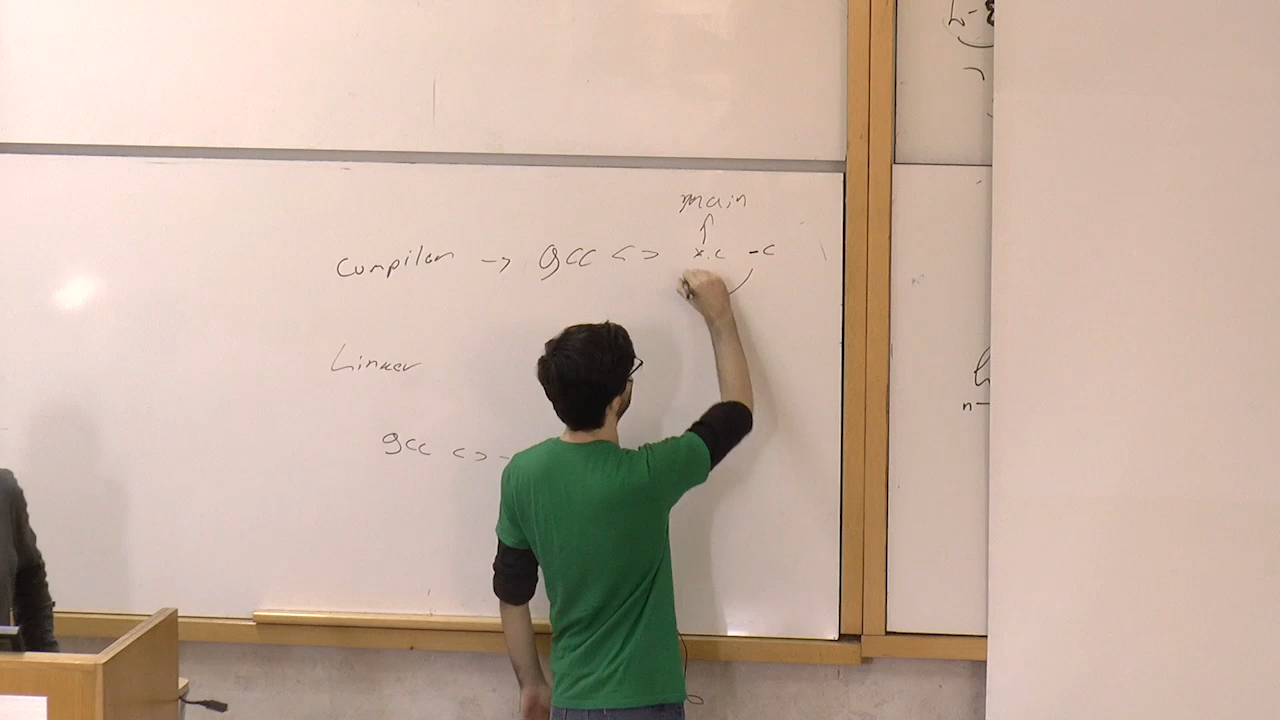 main
Compiler -> gcc <> x.c -c
Linker
gcc <> -
n